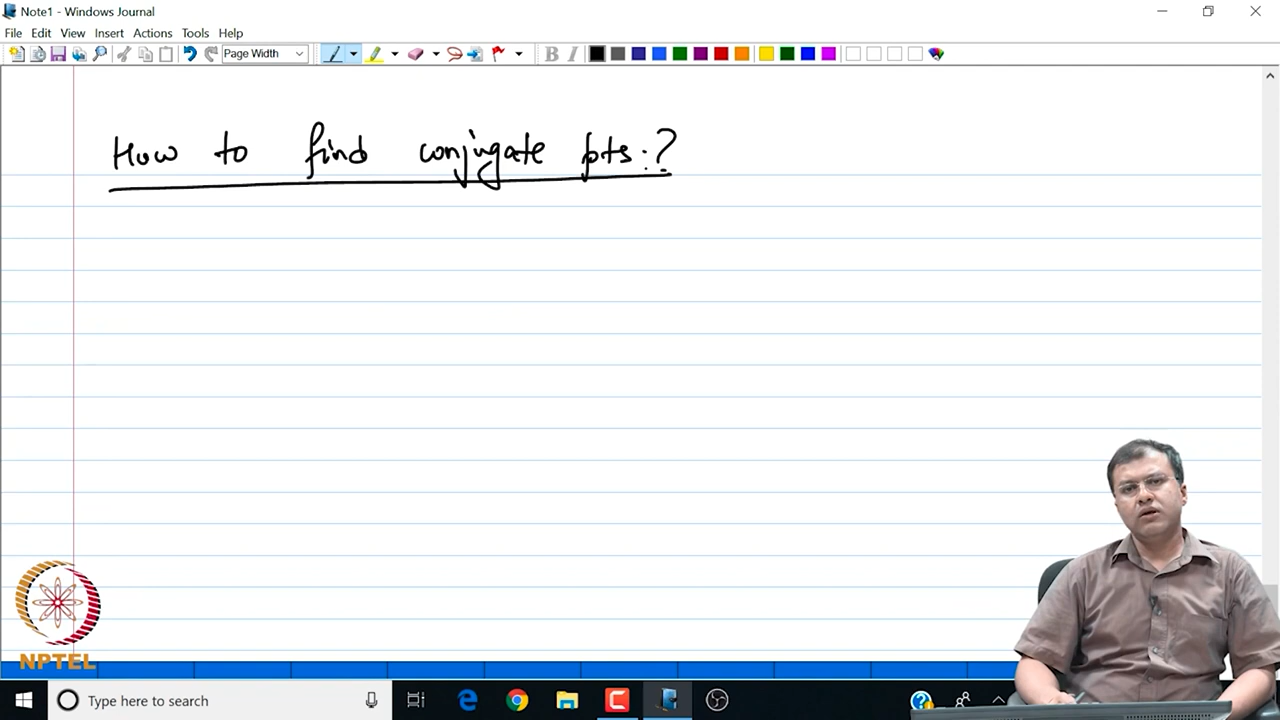 Note1 - Windows Journal
File Edit View Insert Actions Tools Help
Page Width B I
How to find conjugate pts.?
NPTEL
Type here to search